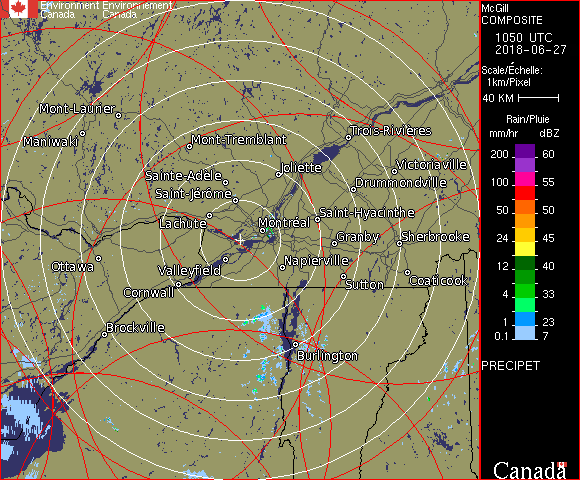 Environment Environnement
Canada Canada
McGill
COMPOSITE
1050 UTC
2018-06-27
Scale/Échelle:
1km/Pixel
40 KM
Rain/Pluie
mm/hr dBZ
200 60
100 55
50 50
24 45
12 40
4 33
1 23
0.1 7
PRECIPET
Mont-Laurier
Maniwaki
Mont-Tremblant
Trois-Rivières
Sainte-Adèle
Joliette
Victoriaville
Saint-Jérôme
Drummondville
Lachute
Montréal
Saint-Hyacinthe
Granby
Sherbrooke
Ottawa
Valleyfield
Napierville
Cornwall
Sutton
Coaticook
Brockville
Burlington
Canada